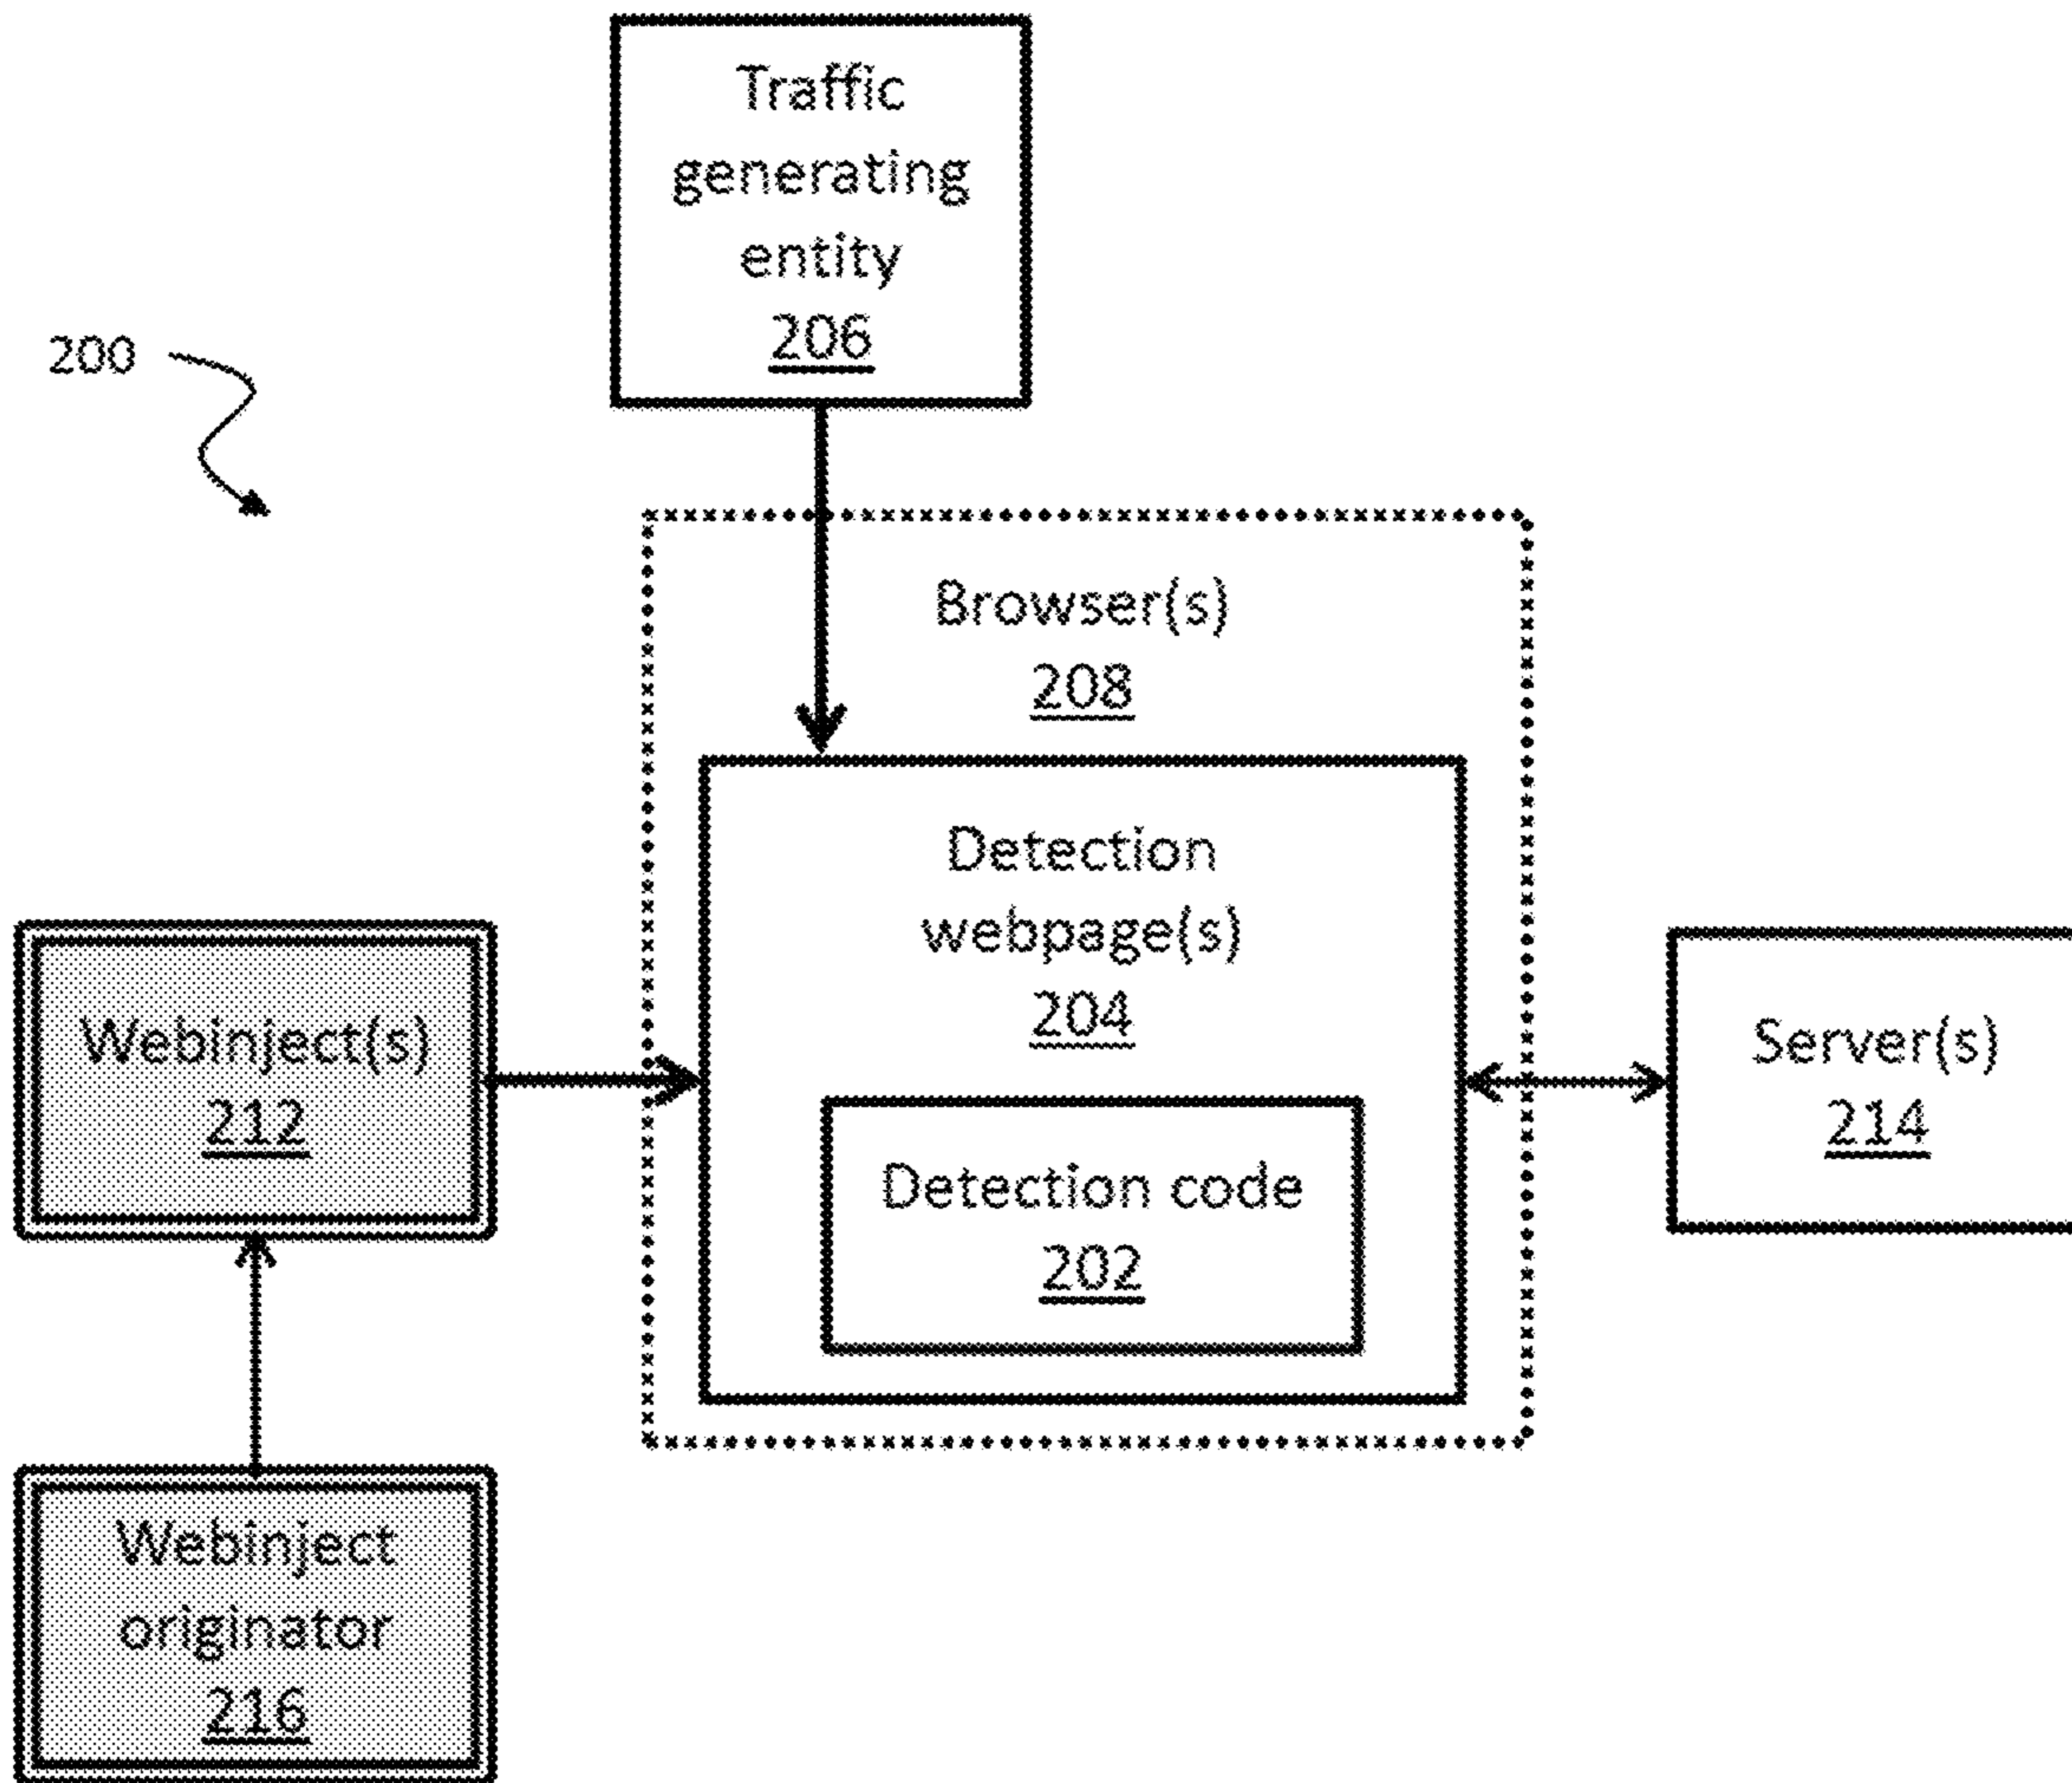 Traffic
generating
entity
206
200
Browser(s)
208
Detection
webpage(s)
204
Webinject(s)
212
Server(s)
214
Detection code
202
Webinject
originator
216